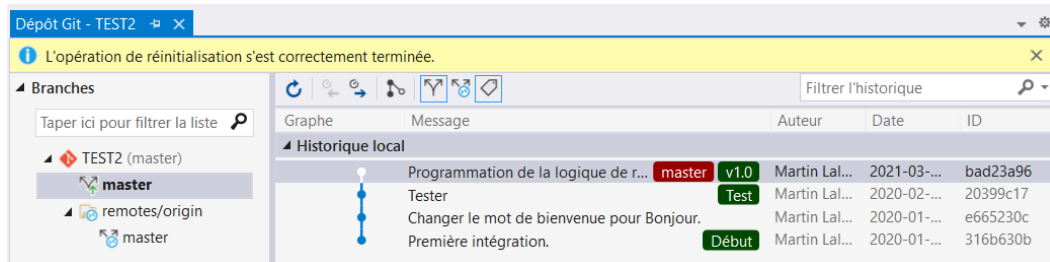 Dépôt Git - TEST2
L'opération de réinitialisation s'est correctement terminée.
Branches
Taper ici pour filtrer la liste
TEST2 (master)
master
remotes/origin
master
Filtrer l'historique
Graphe Message Auteur Date ID
Historique local
Programmation de la logique de r... master v1.0 Martin Lal... 2021-03-... bad23a96
Tester Test Martin Lal... 2020-02-... 20399c17
Changer le mot de bienvenue pour Bonjour. Martin Lal... 2020-01-... e665230c
Première intégration. Début Martin Lal... 2020-01-... 316b630b